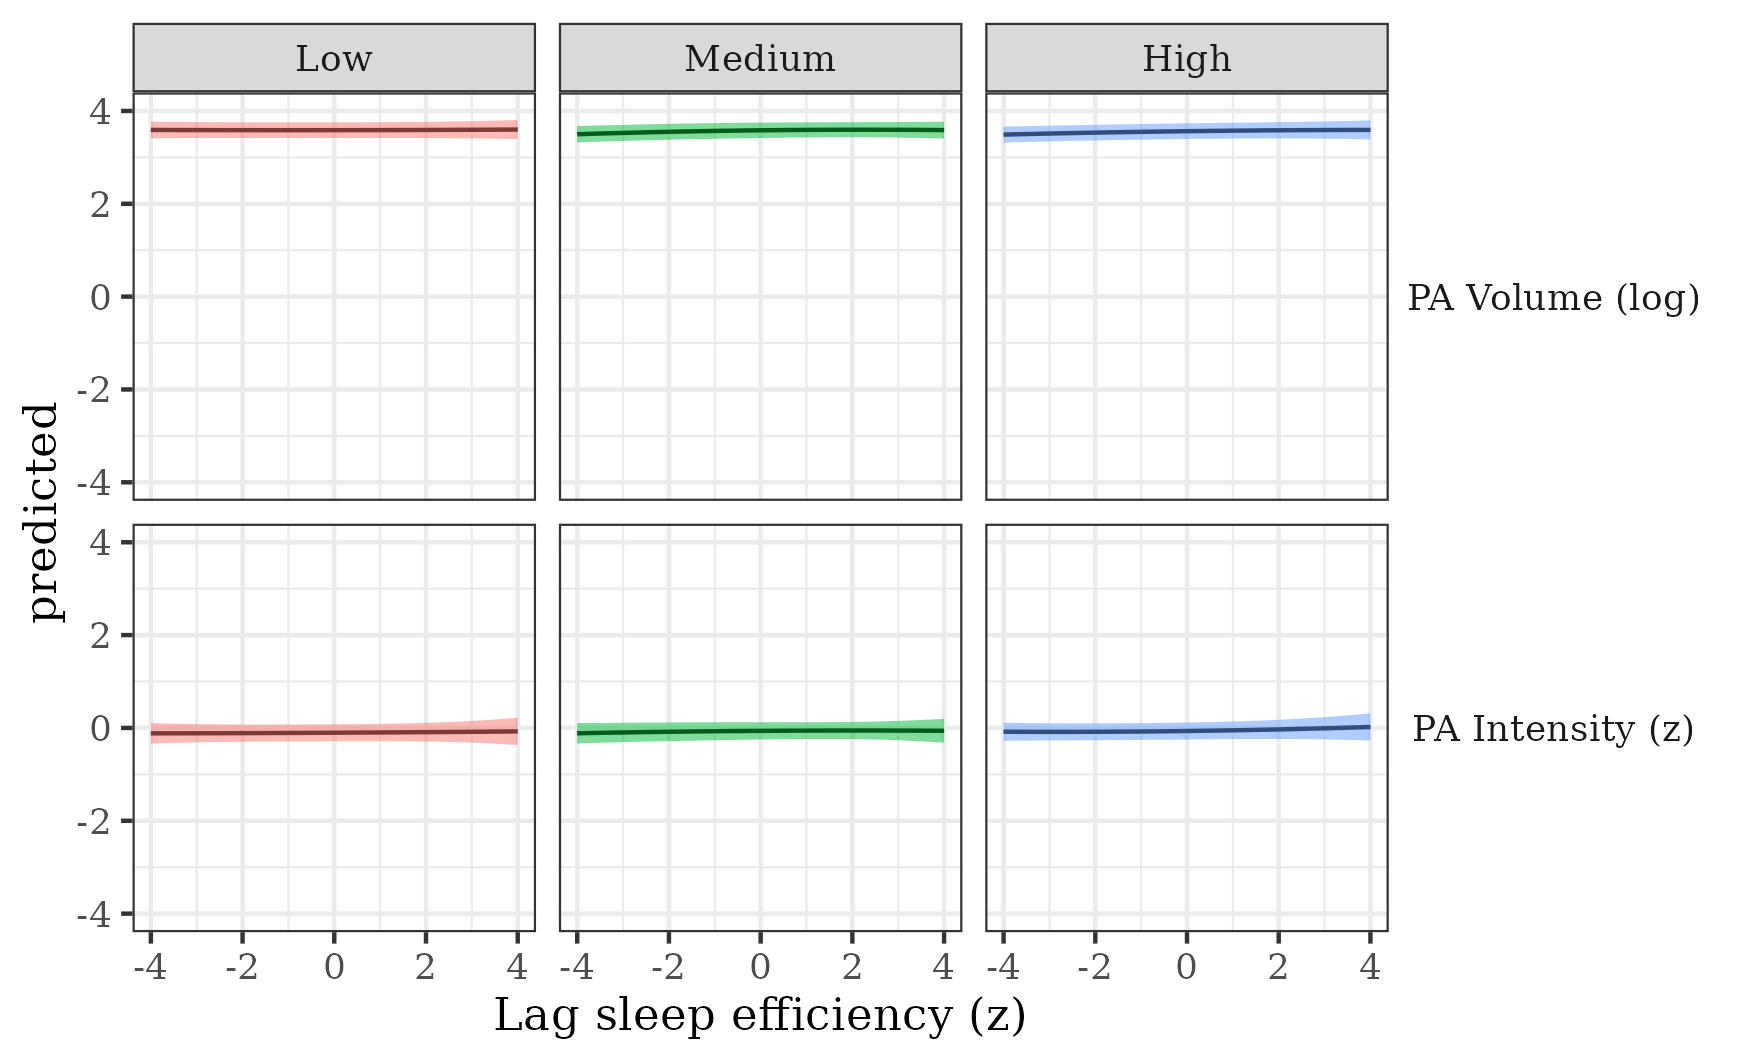 Low Medium High
4
2
0
-2
-4
PA Volume (log)
predicted
4
2
0
-2
-4
PA Intensity (z)
-4 -2 0 2 4 -4 -2 0 2 4 -4 -2 0 2 4
Lag sleep efficiency (z)